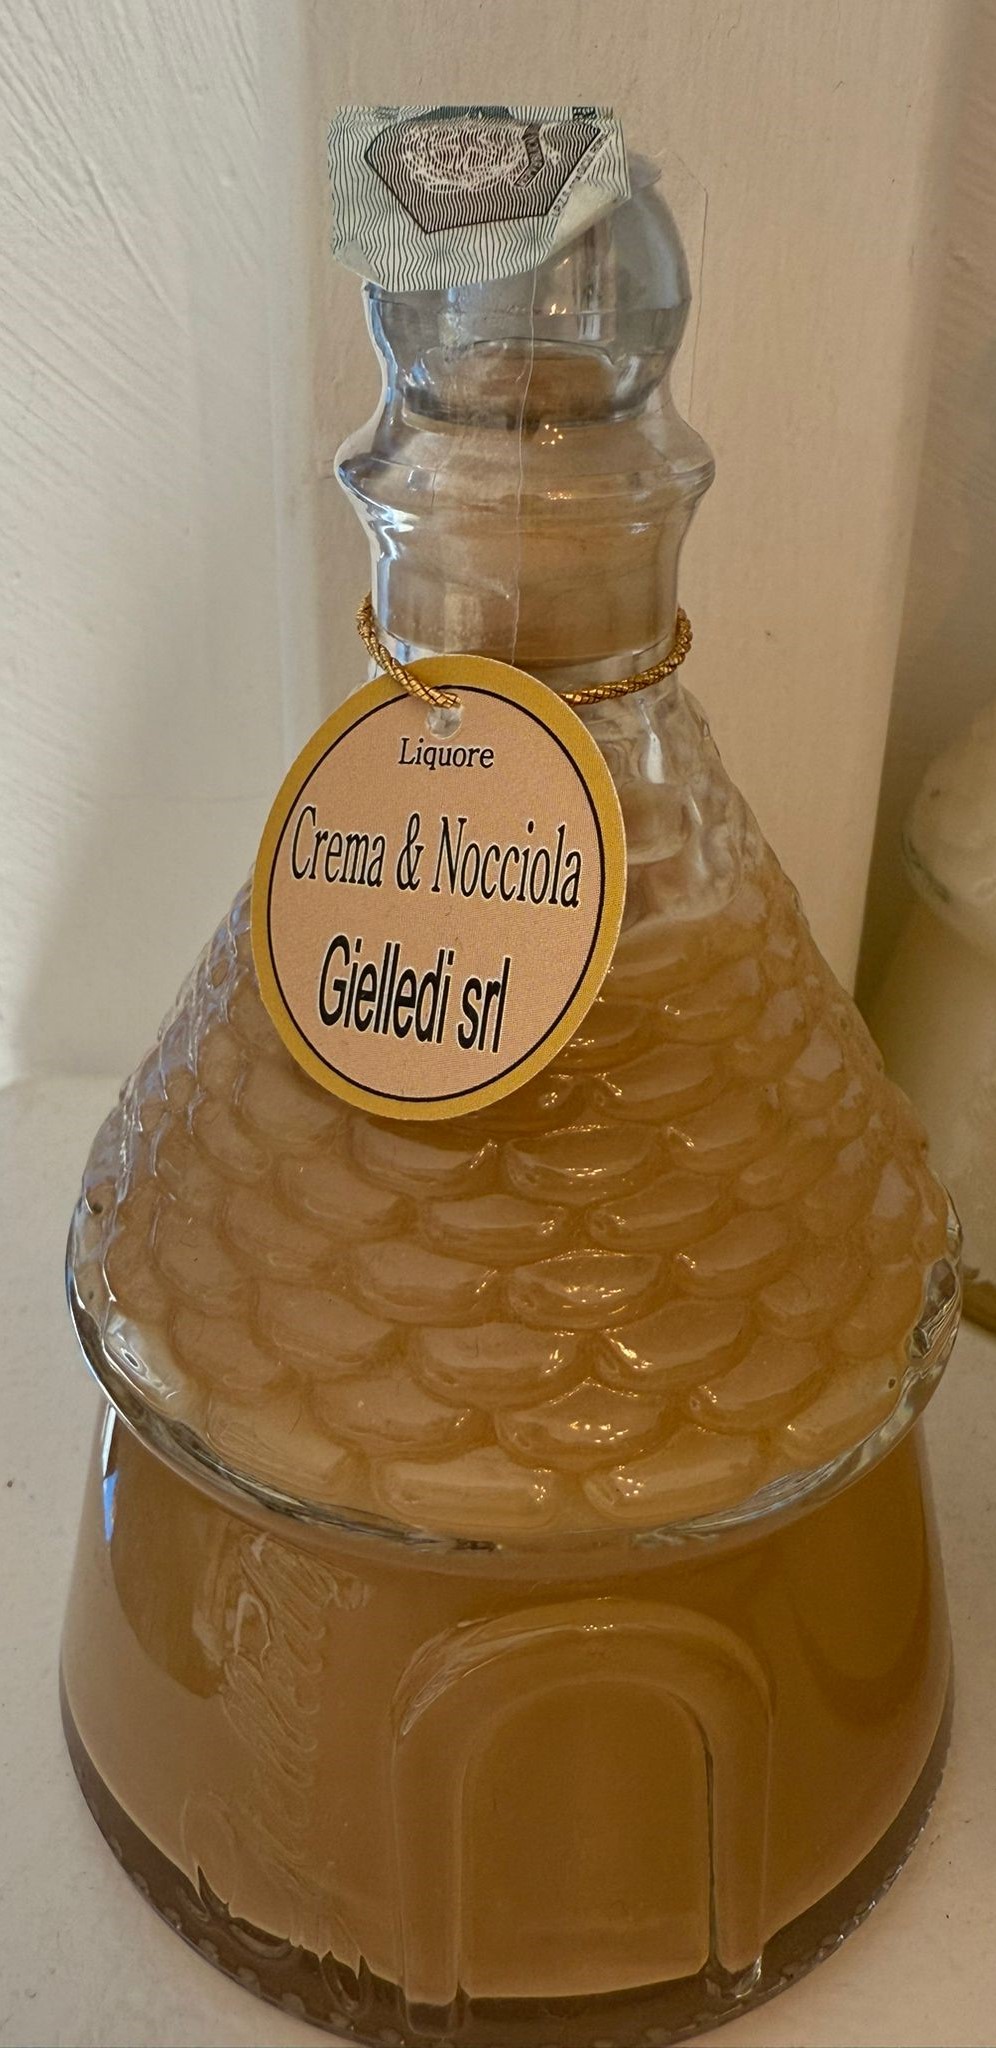 Liquore
Crema & Nocciola
Gielledi srl